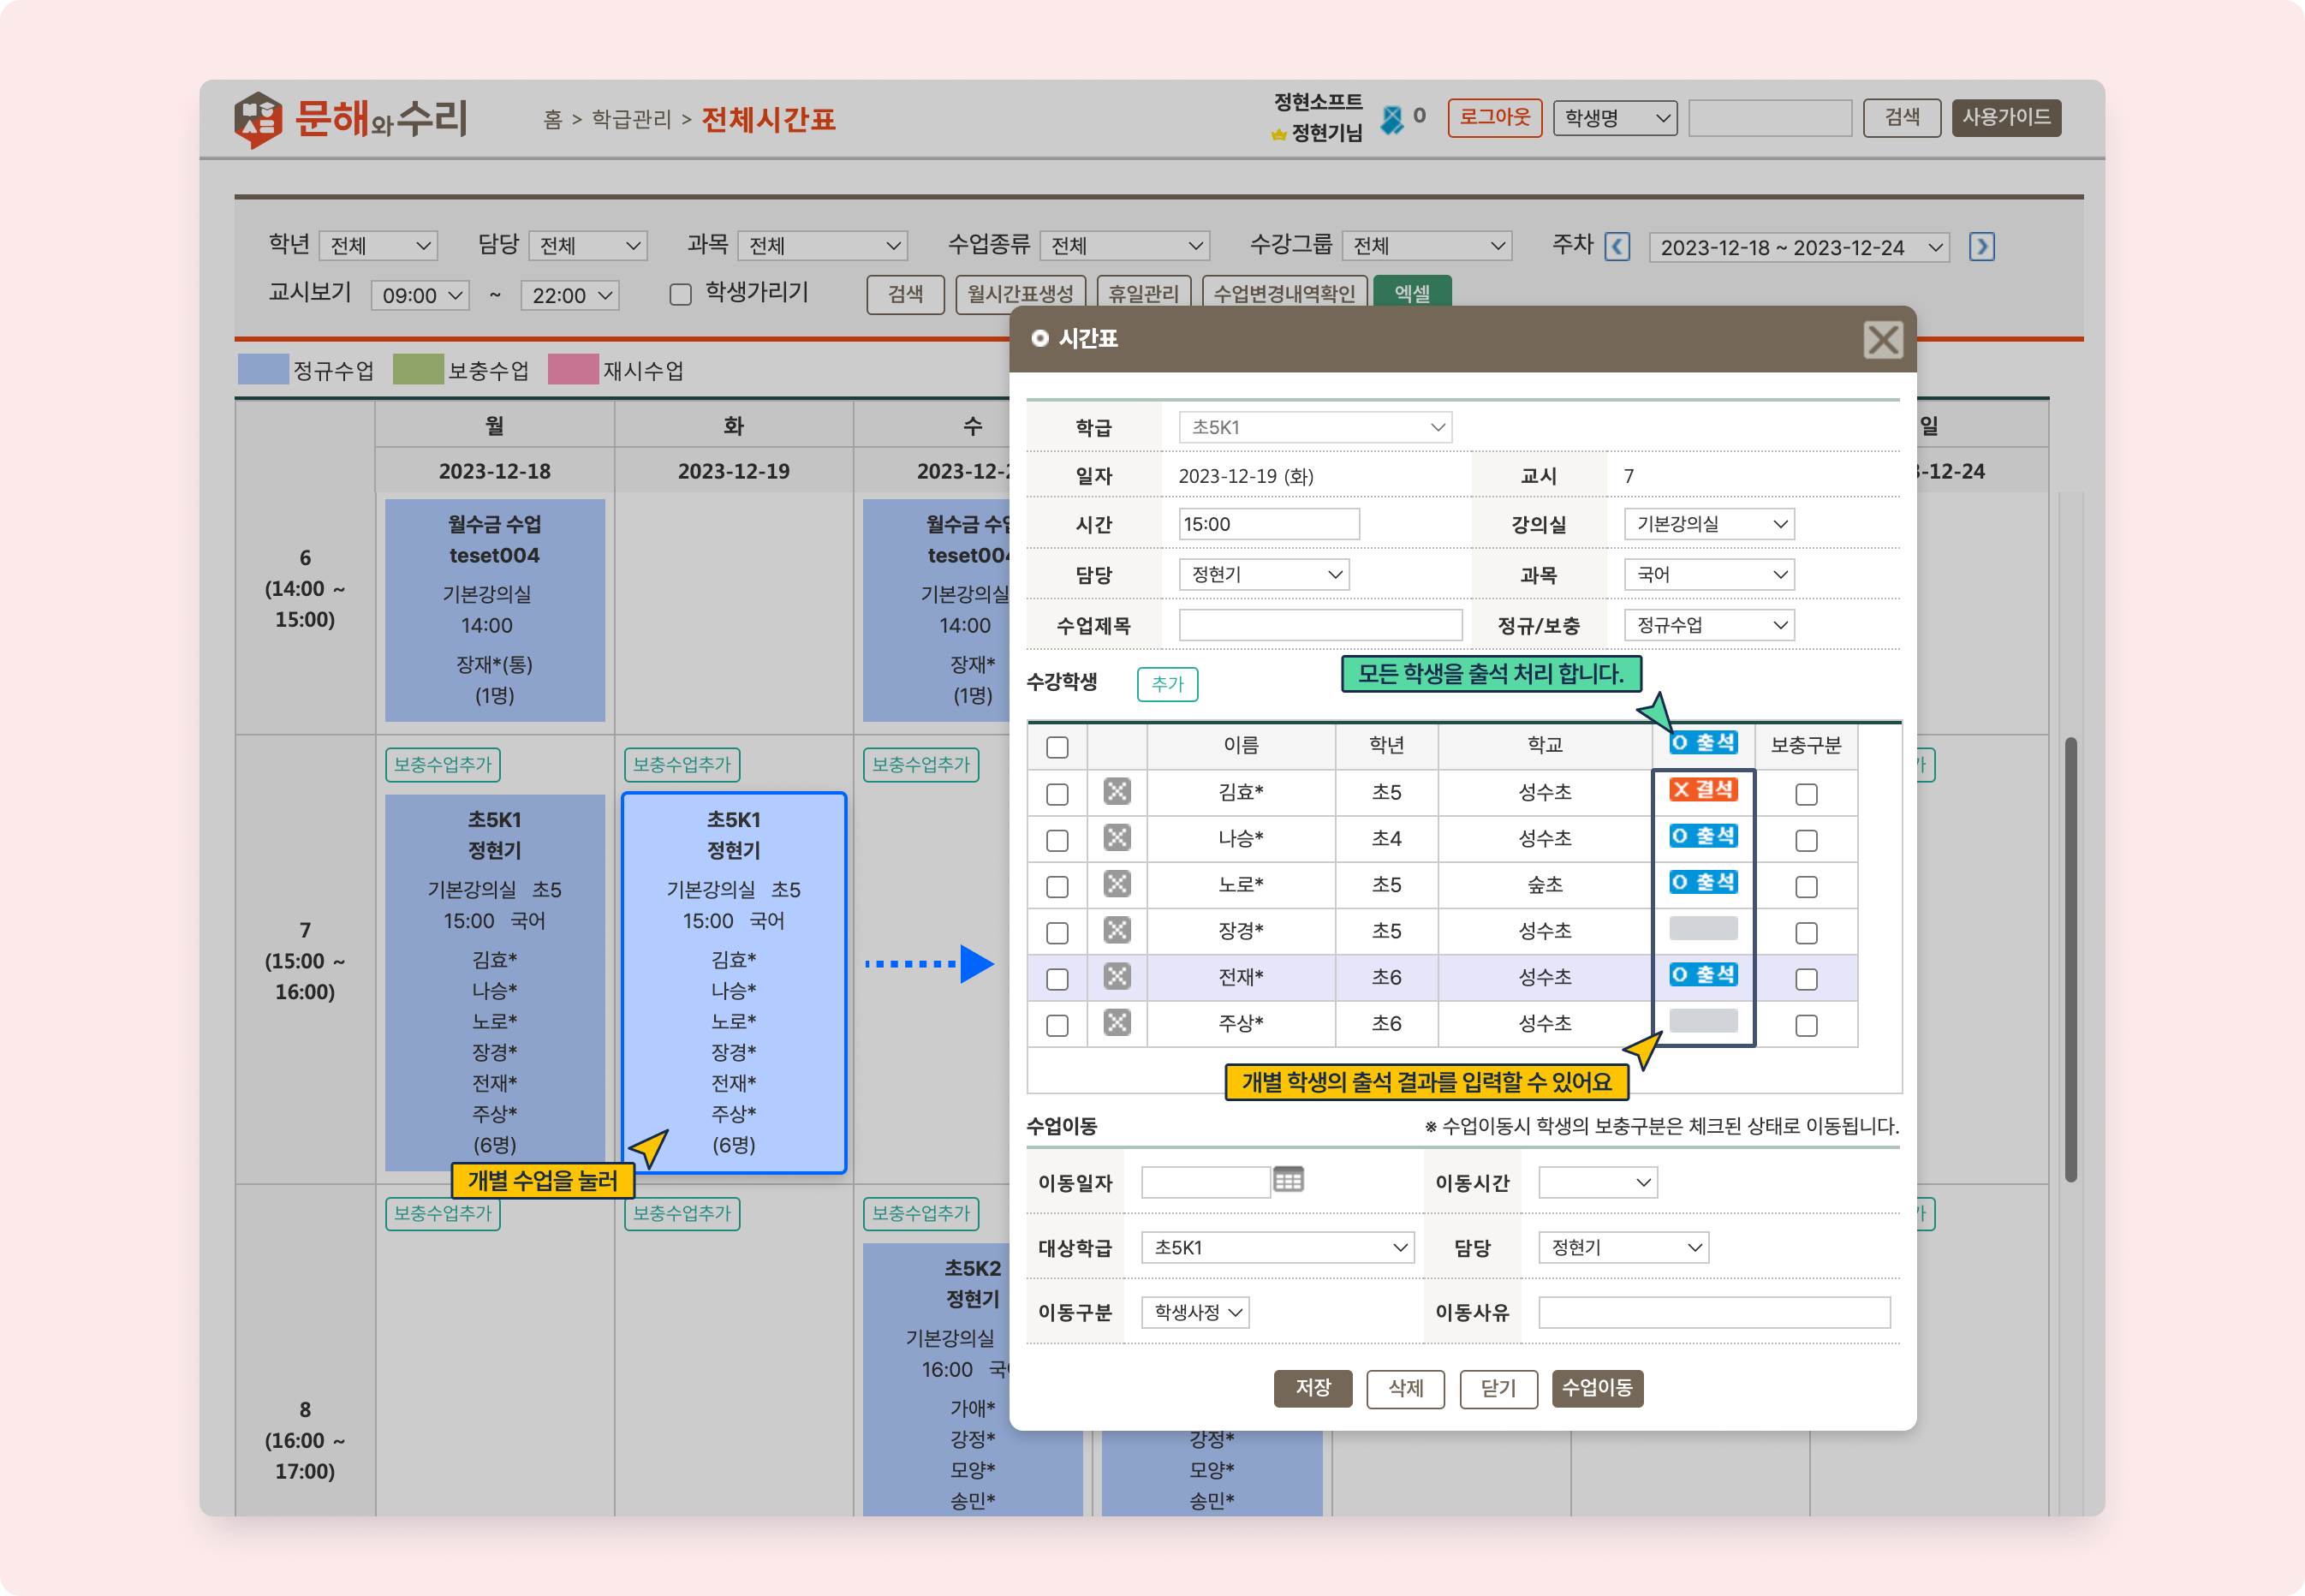 문해와수리
홈 > 학급관리 > 전체시간표
정현소프트
정현기님
0
로그아웃
학생명
검색
사용가이드
학년 전체 담당 전체 과목 전체 수업종류 전체 수강그룹 전체 주차 2023-12-18 ~ 2023-12-24
교시보기 09:00 ~ 22:00 학생가리기 검색 월시간표생성 휴일관리 수업변경내역확인 엑셀
정규수업 보충수업 재시수업
월 화 수 일
2023-12-18 2023-12-19 2023-12-2 -12-24
6
(14:00 ~
15:00)
월수금 수업
teset004
기본강의실
14:00
장재*(통)
(1명)
월수금 수업
teset004
기본강의실
14:00
장재*
(1명)
7
(15:00 ~
16:00)
보충수업추가
초5K1
정현기
기본강의실 초5
15:00 국어
김효*
나승*
노로*
장경*
전재*
주상*
(6명)
보충수업추가
초5K1
정현기
기본강의실 초5
15:00 국어
김효*
나승*
노로*
장경*
전재*
주상*
(6명)
개별 수업을 눌러
보충수업추가
가
8
(16:00 ~
17:00)
보충수업추가
보충수업추가
보충수업추가
초5K2
정현기
기본강의실
16:00 국
가애*
강정*
모양*
송민*
강정*
모양*
송민*
가
시간표
학급 초5K1
일자 2023-12-19 (화) 교시 7
시간 15:00 강의실 기본강의실
담당 정현기 과목 국어
수업제목 정규/보충 정규수업
수강학생 추가
모든 학생을 출석 처리 합니다.
이름 학년 학교 O 출석 보충구분
김효* 초5 성수초 X 결석
나승* 초4 성수초 O 출석
노로* 초5 숲초 O 출석
장경* 초5 성수초
전재* 초6 성수초 O 출석
주상* 초6 성수초
개별 학생의 출석 결과를 입력할 수 있어요
수업이동 ※ 수업이동시 학생의 보충구분은 체크된 상태로 이동됩니다.
이동일자 이동시간
대상학급 초5K1 담당 정현기
이동구분 학생사정 이동사유
저장 삭제 닫기 수업이동